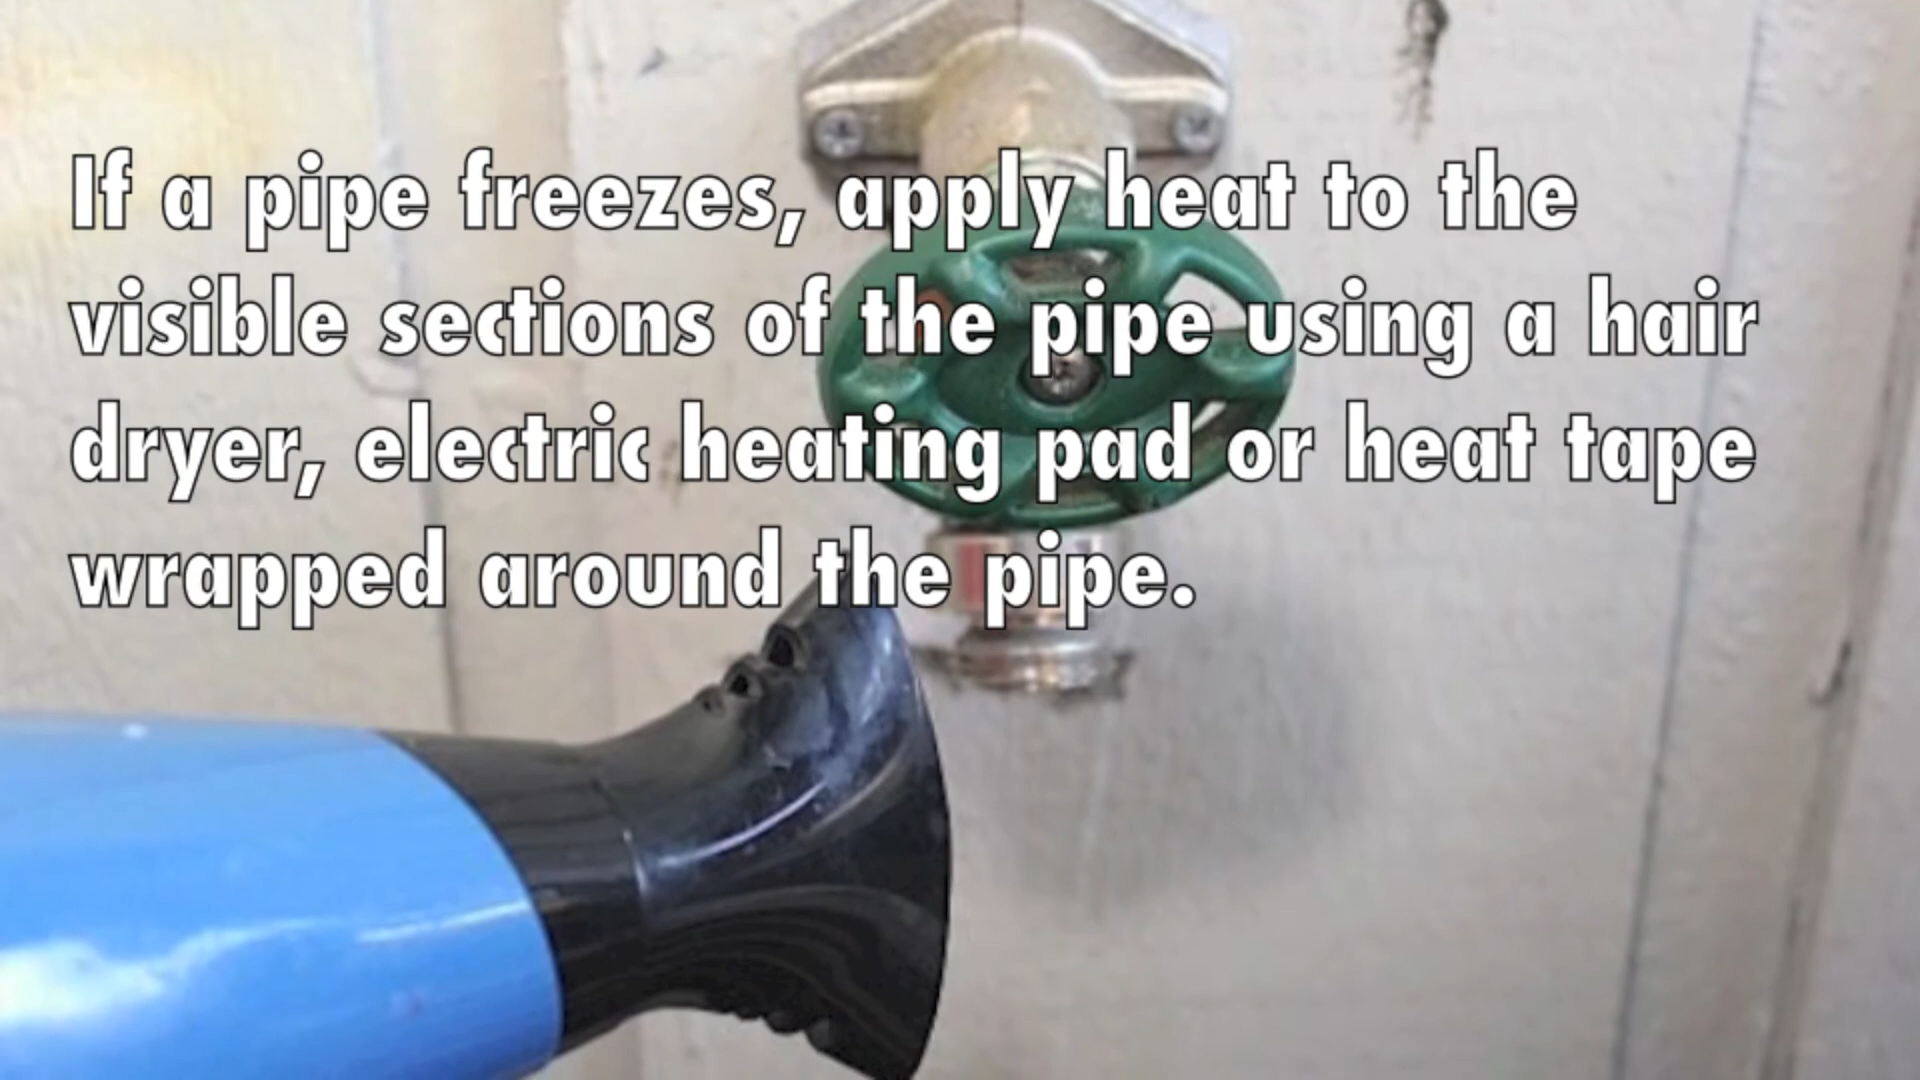 If a pipe freezes, apply heat to the
visible sections of the pipe using a hair
dryer, electric heating pad or heat tape
wrapped around the pipe.